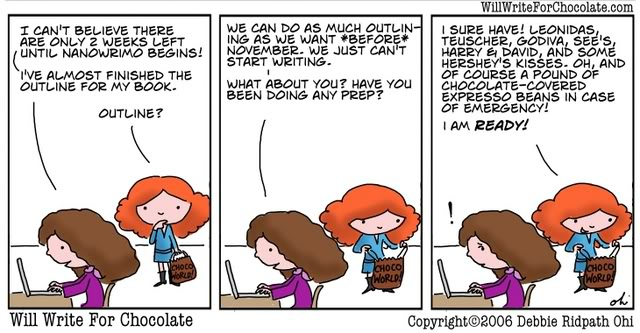 WillWriteForChocolate.com
I CAN'T BELIEVE THERE
ARE ONLY 2 WEEKS LEFT
UNTIL NANOWRIMO BEGINS!
I'VE ALMOST FINISHED THE
OUTLINE FOR MY BOOK.
OUTLINE?
CHOCO
WORLD!
WE CAN DO AS MUCH OUTLIN-
ING AS WE WANT *BEFORE*
NOVEMBER. WE JUST CAN'T
START WRITING.
WHAT ABOUT YOU? HAVE YOU
BEEN DOING ANY PREP?
CHOCO
WORLD!
I SURE HAVE! LEONIDAS,
TEUSCHER, GODIVA, SEE'S,
HARRY & DAVID, AND SOME
HERSHEY'S KISSES. OH, AND
OF COURSE A POUND OF
CHOCOLATE-COVERED
EXPRESSO BEANS IN CASE
OF EMERGENCY!
I AM READY!
!
CHOCO
WORLD!
ohi
Will Write For Chocolate
Copyright©2006 Debbie Ridpath Ohi